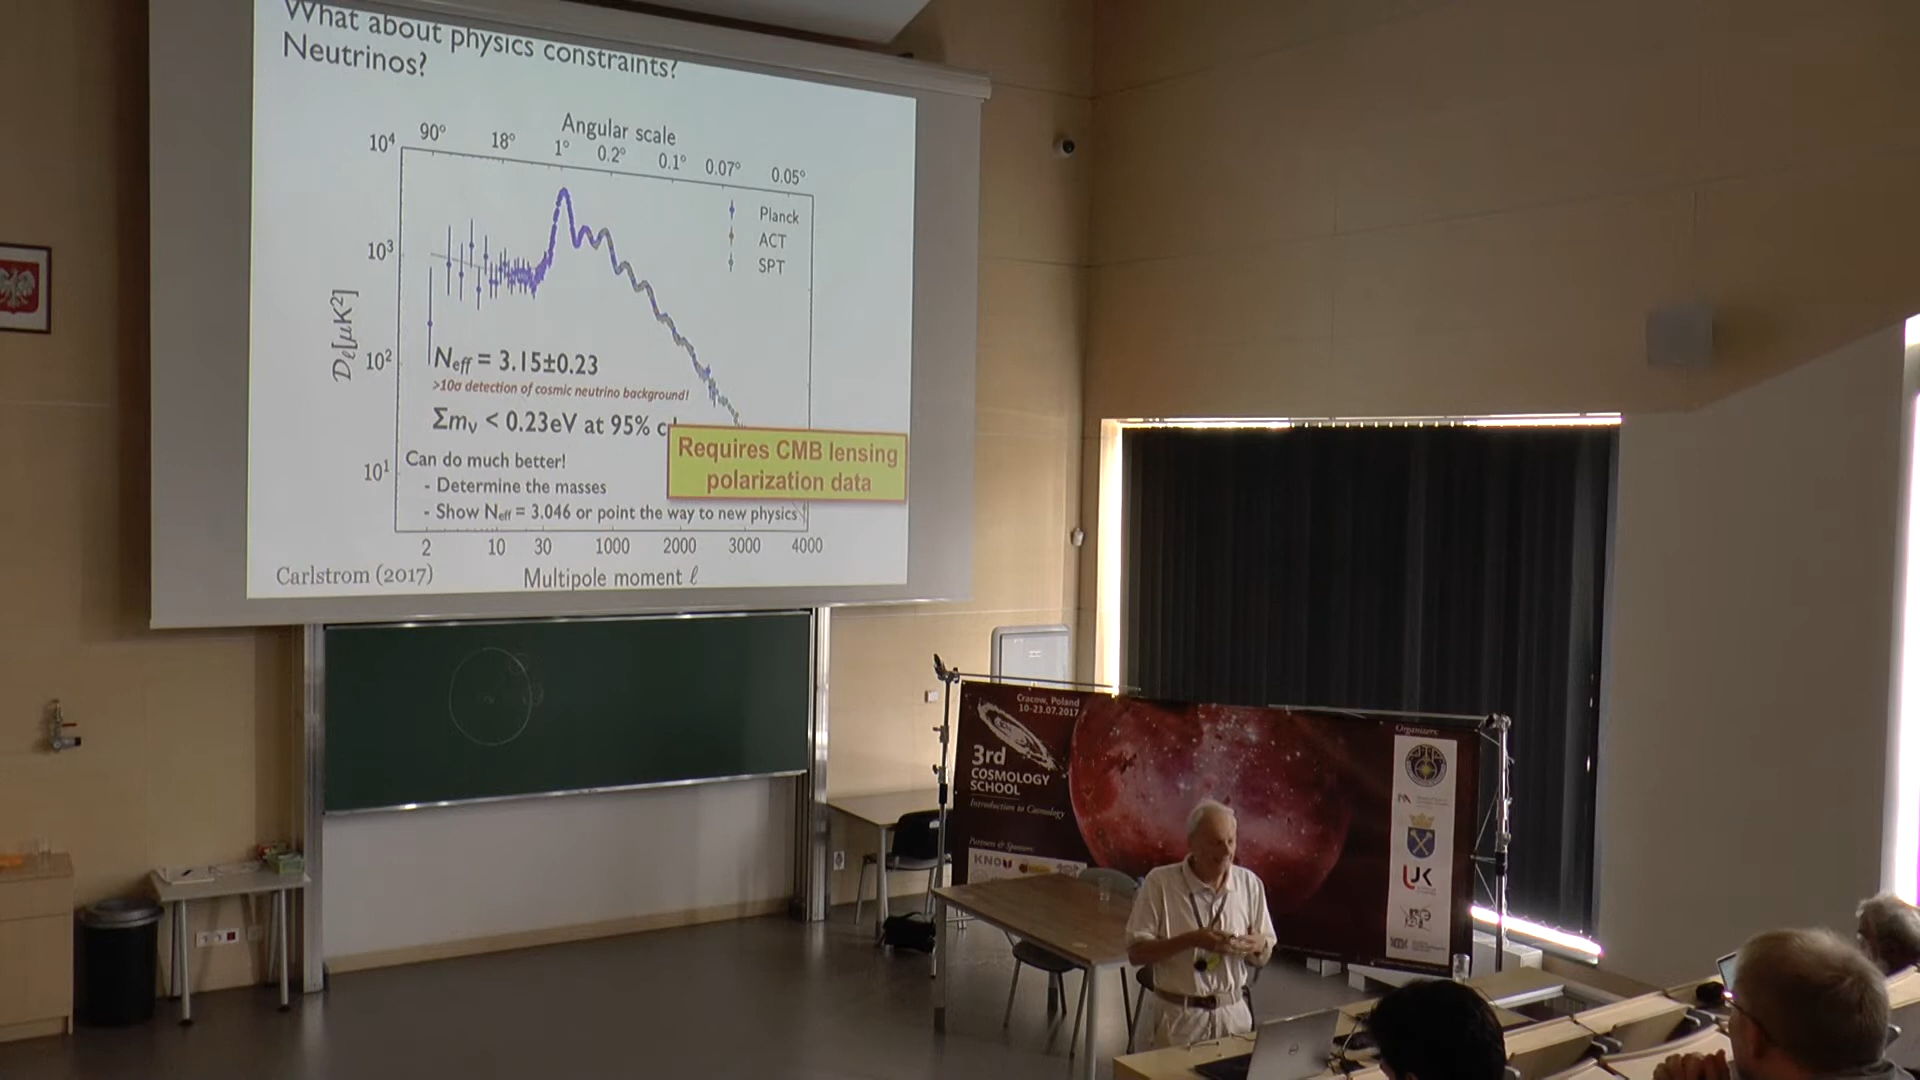 What about physics constraints?
Neutrinos?
Angular scale
90° 18° 1° 0.2° 0.1° 0.07° 0.05°
10⁴
10³
10²
10¹
𝒟ℓ[μK²]
Planck
ACT
SPT
Neff = 3.15±0.23
>10σ detection of cosmic neutrino background!
Σmν < 0.23eV at 95% c
Requires CMB lensing
polarization data
Can do much better!
- Determine the masses
- Show Neff = 3.046 or point the way to new physics
2 10 30 1000 2000 3000 4000
Multipole moment ℓ
Carlstrom (2017)
Cracow, Poland
10-23.07.2017
3rd
COSMOLOGY
SCHOOL
Introduction to Cosmology
Partners & Sponsors:
KNOW
Organizers:
UJK